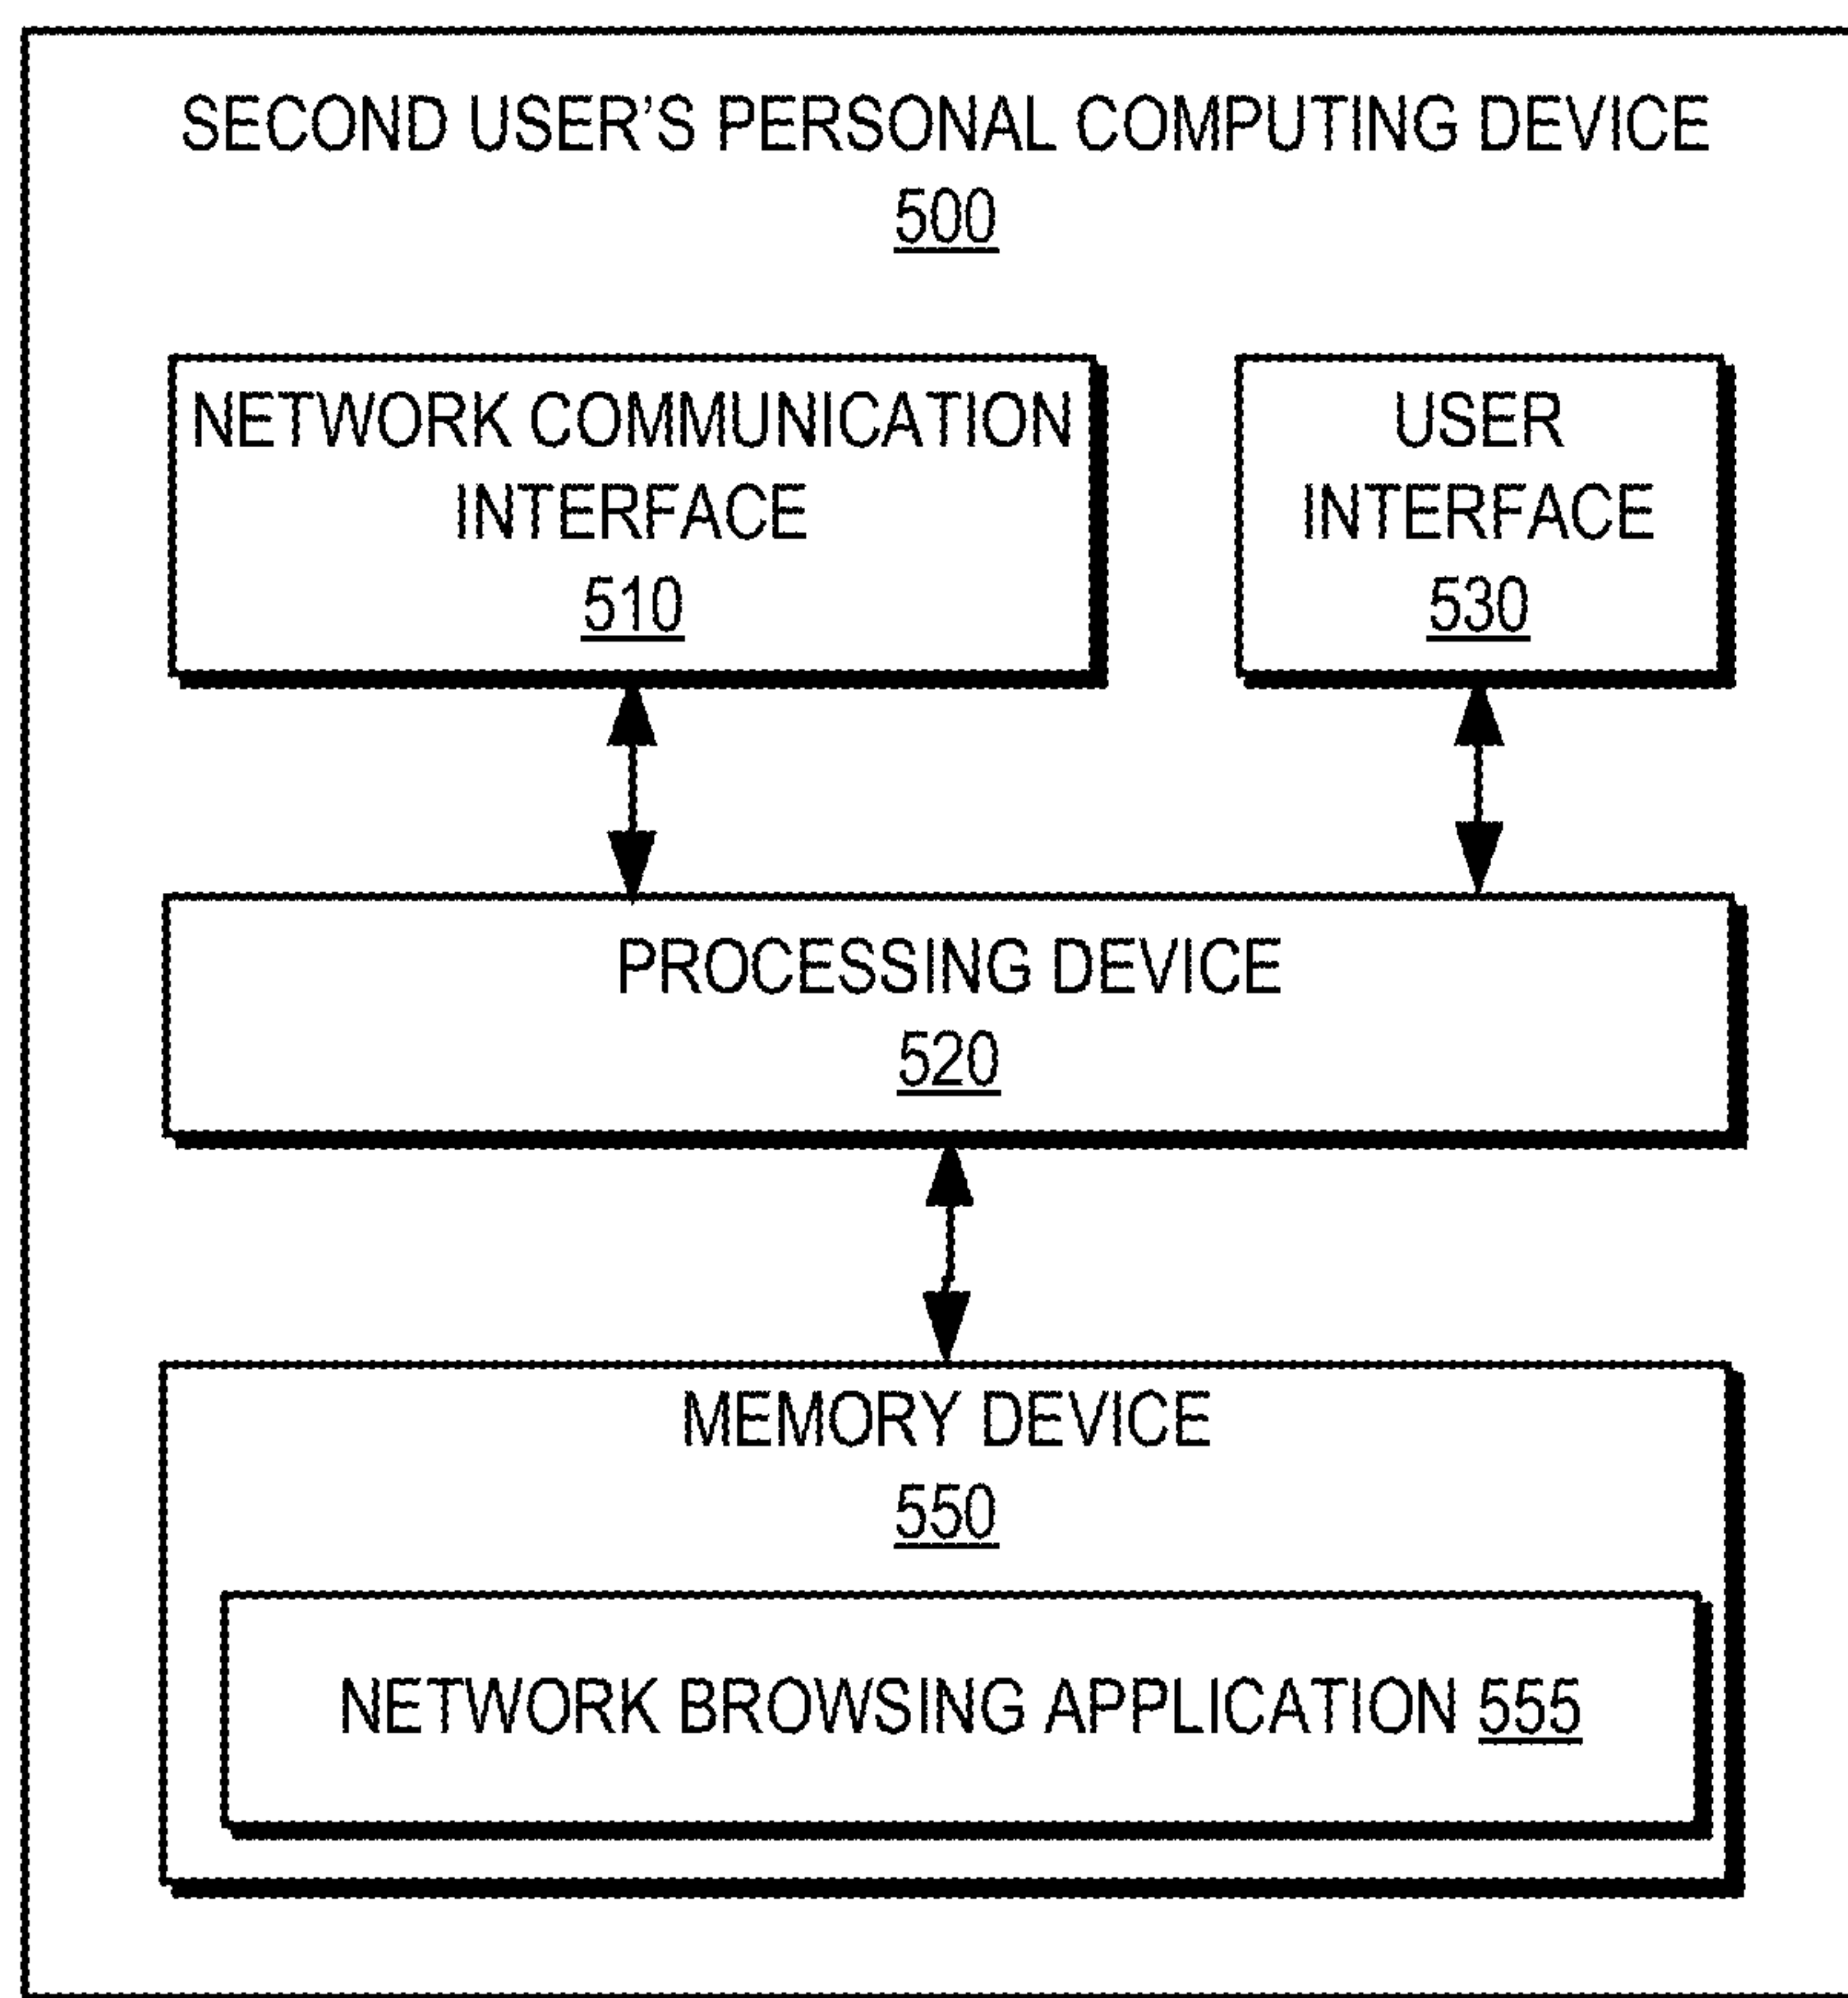 SECOND USER’S PERSONAL COMPUTING DEVICE
500
NETWORK COMMUNICATION
INTERFACE
510
USER
INTERFACE
530
PROCESSING DEVICE
520
MEMORY DEVICE
550
NETWORK BROWSING APPLICATION 555